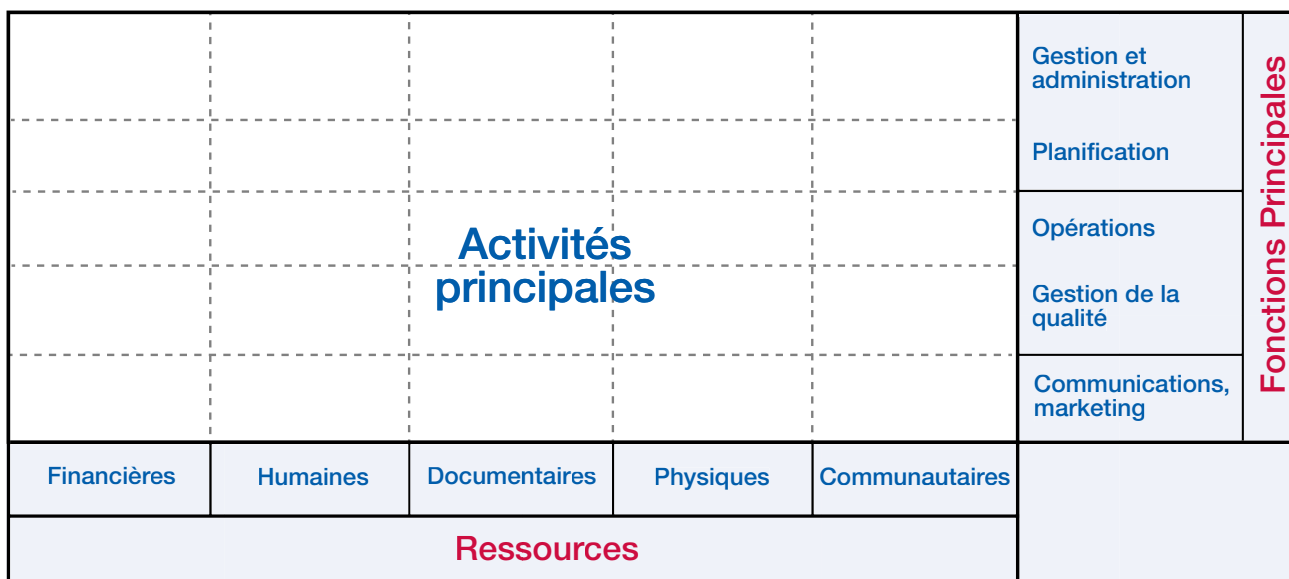 Gestion et
administration
Planification
Activités
principales
Opérations
Gestion de la
qualité
Communications,
marketing
Fonctions Principales
Financières
Humaines
Documentaires
Physiques
Communautaires
Ressources